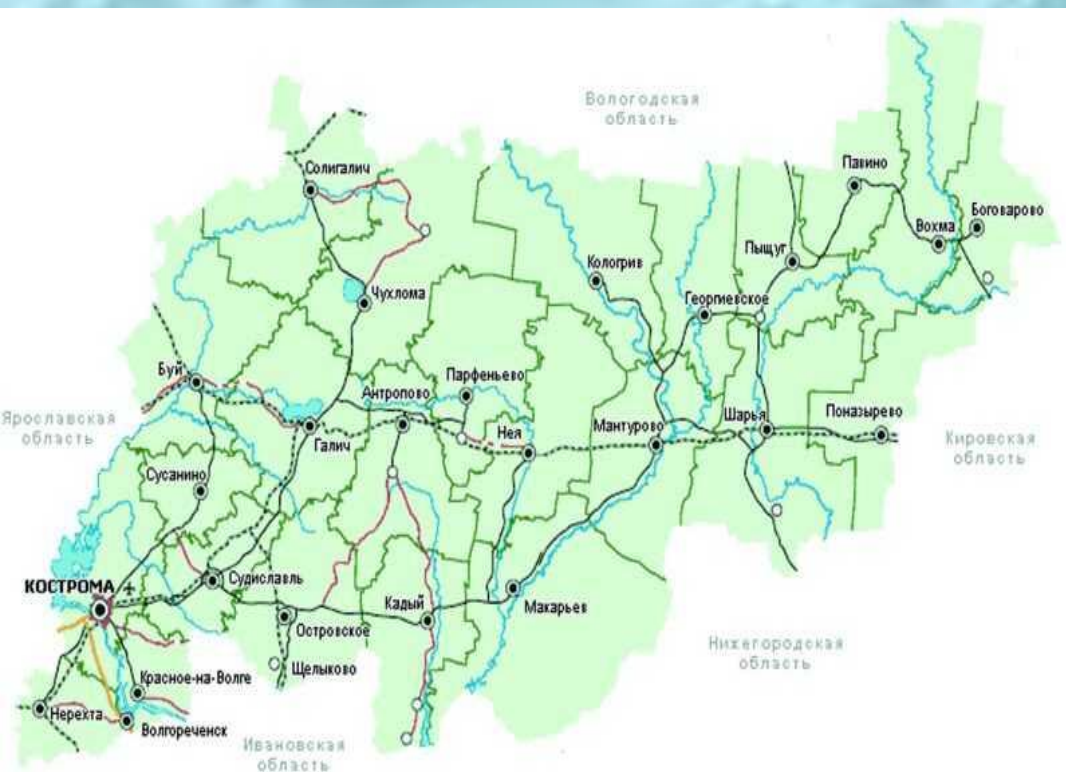 Вологодская
область
Солигалич
Павино
Боговарово
Вохма
Пыщуг
Кологрив
Чухлома
Георгиевское
Буй
Парфеньево
Антропово
Ярославская
область
Галич
Нея
Мантурово
Шарья
Поназырево
Кировская
область
Сусанино
КОСТРОМА
Судиславль
Кадый
Макарьев
Островское
Щелыково
Нижегородская
область
Красное-на-Волге
Нерехта
Волгореченск
Ивановская
область